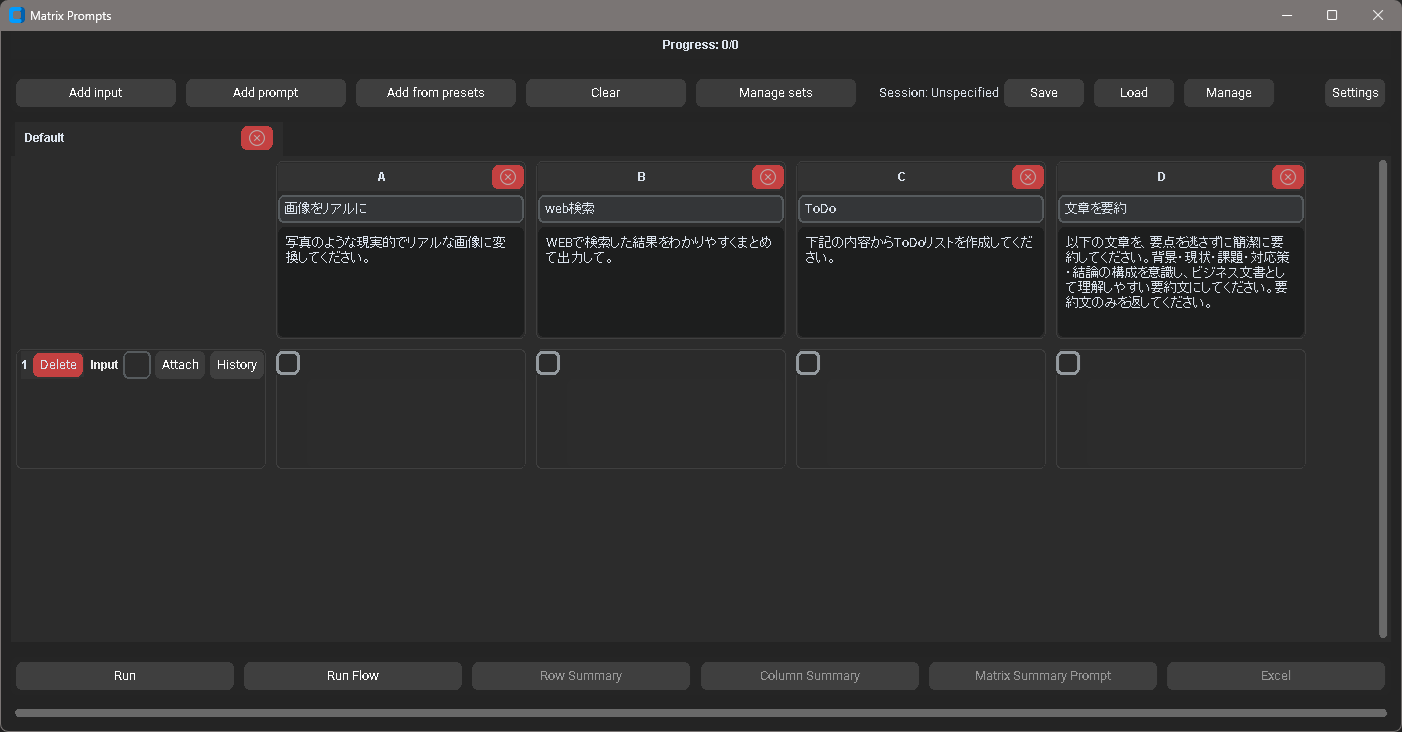 Matrix Prompts
Progress: 0/0
Add input
Add prompt
Add from presets
Clear
Manage sets
Session: Unspecified
Save
Load
Manage
Settings
Default
A
B
C
D
画像をリアルに
web検索
ToDo
文章を要約
写真のような現実的でリアルな画像に変
換してください。
WEBで検索した結果をわかりやすくまとめ
て出力して。
下記の内容からToDoリストを作成してくだ
さい。
以下の文章を、要点を逃さずに簡潔に要
約してください。背景・現状・課題・対応策
・結論の構成を意識し、ビジネス文書とし
て理解しやすい要約文にしてください。要
約文のみを返してください。
1
Delete
Input
Attach
History
Run
Run Flow
Row Summary
Column Summary
Matrix Summary Prompt
Excel